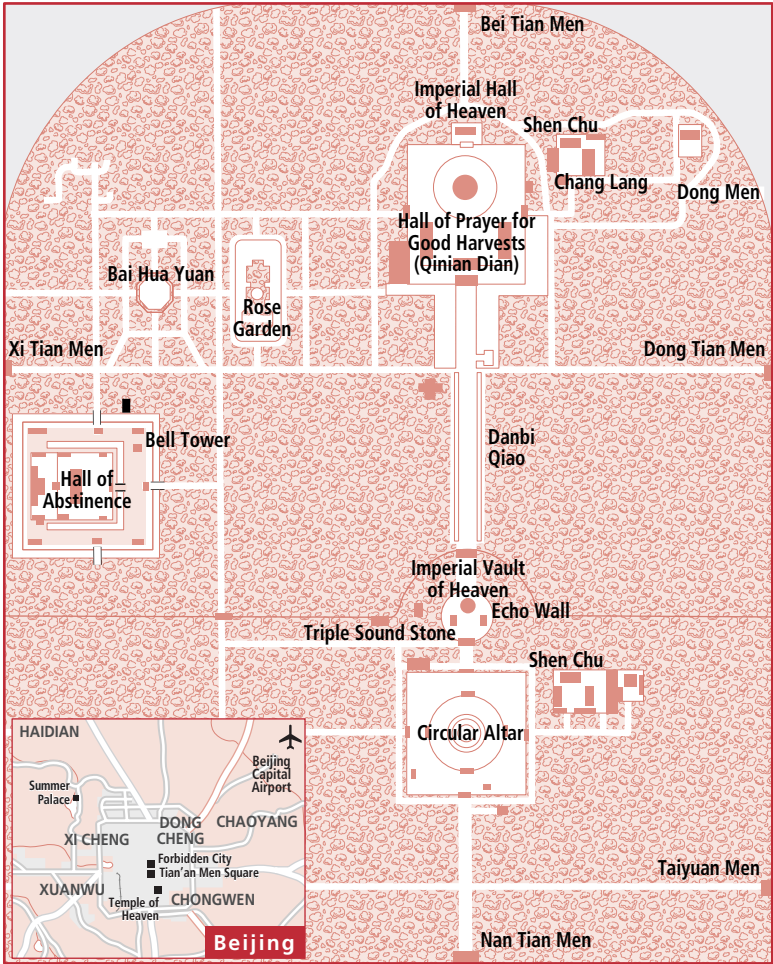 Bei Tian Men
Imperial Hall
of Heaven
Shen Chu
Chang Lang
Dong Men
Hall of Prayer for
Good Harvests
(Qinian Dian)
Bai Hua Yuan
Rose
Garden
Xi Tian Men
Dong Tian Men
Bell Tower
Danbi
Qiao
Hall of
Abstinence
Imperial Vault
of Heaven
Echo Wall
Triple Sound Stone
Shen Chu
Circular Altar
Taiyuan Men
Nan Tian Men
HAIDIAN
Beijing
Capital
Airport
Summer
Palace
DONG
CHENG
CHAOYANG
XI CHENG
Forbidden City
Tian'an Men Square
XUANWU
Temple of
Heaven
CHONGWEN
Beijing